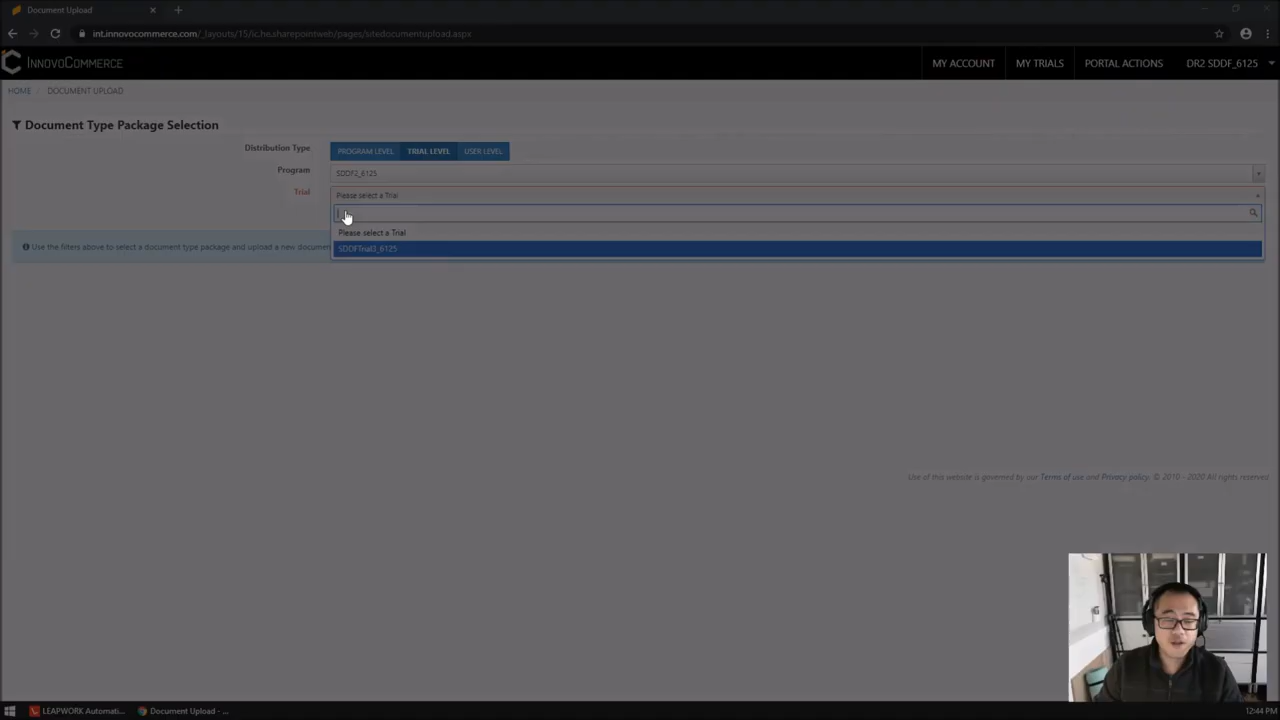 Document Upload
int.innovocommerce.com/_layouts/15/ic.he.sharepointweb/pages/sitedocumentupload.aspx
INNOVOCOMMERCE
MY ACCOUNT
MY TRIALS
PORTAL ACTIONS
DR2 SDDF_6125
HOME / DOCUMENT UPLOAD
Document Type Package Selection
Distribution Type
PROGRAM LEVEL
TRIAL LEVEL
USER LEVEL
Program
SDDF2_6125
Trial
Please select a Trial
Please select a Trial
Use the filters above to select a document type package and upload a new documen
Use of this website is governed by our Terms of use and Privacy policy. © 2010 - 2020 All rights reserved
LEAPWORK Automati...
Document Upload - ...
12:44 PM